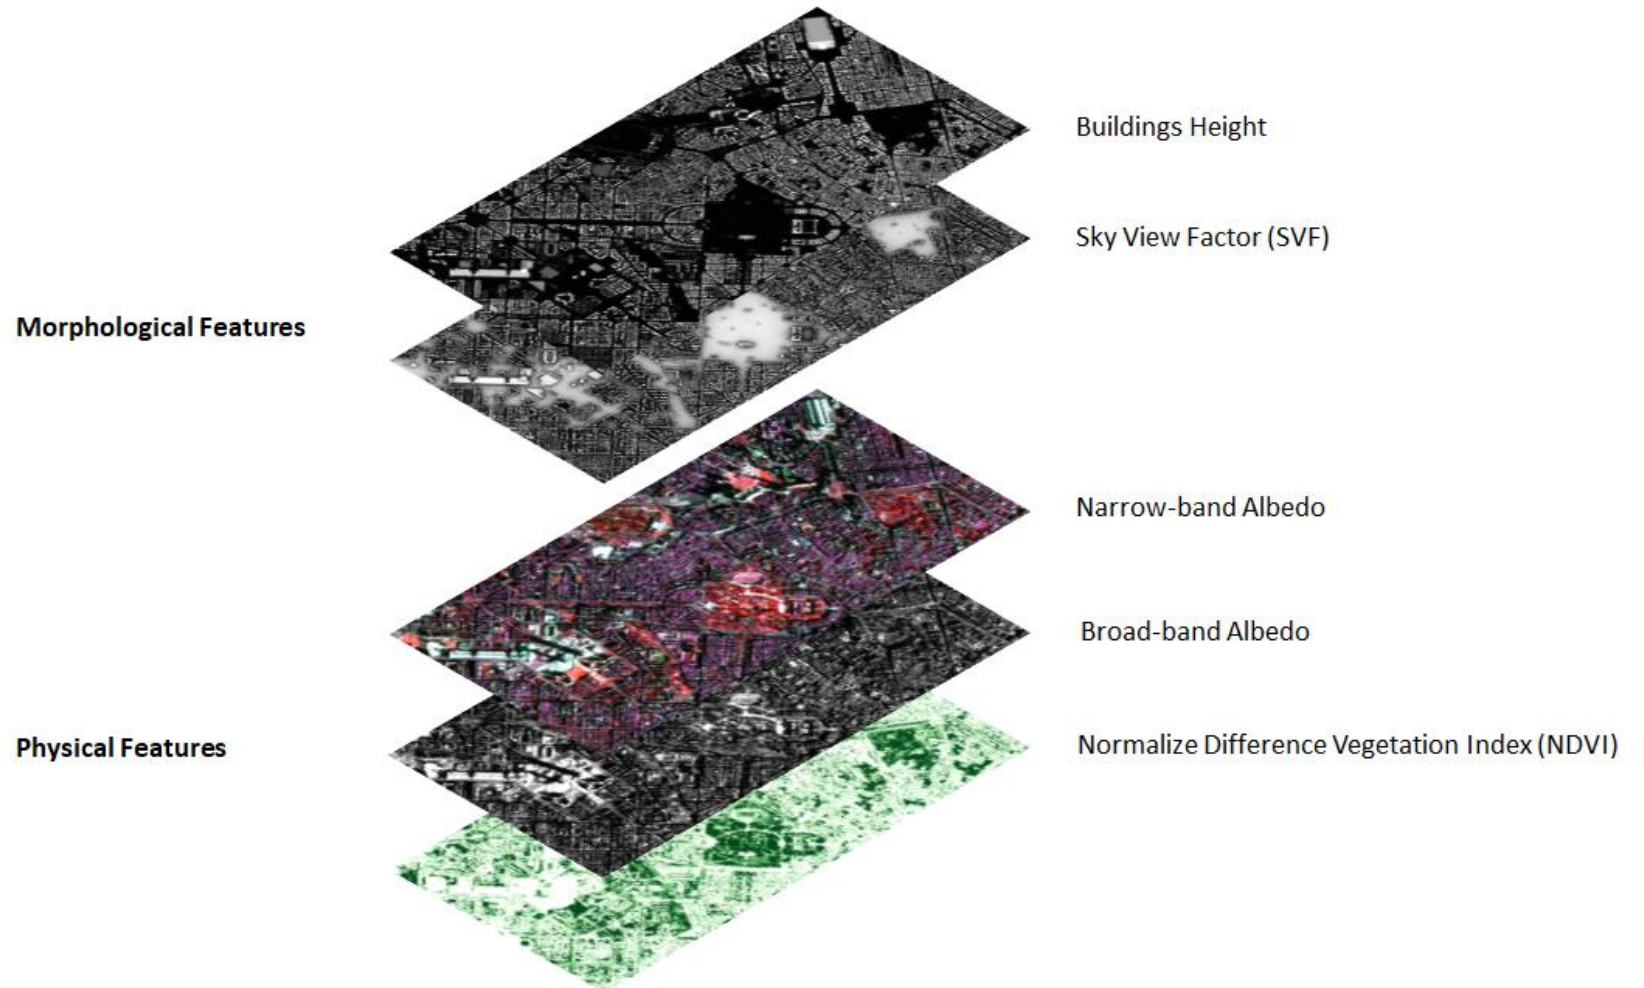 Buildings Height
Sky View Factor (SVF)
Morphological Features
Narrow-band Albedo
Broad-band Albedo
Physical Features
Normalize Difference Vegetation Index (NDVI)